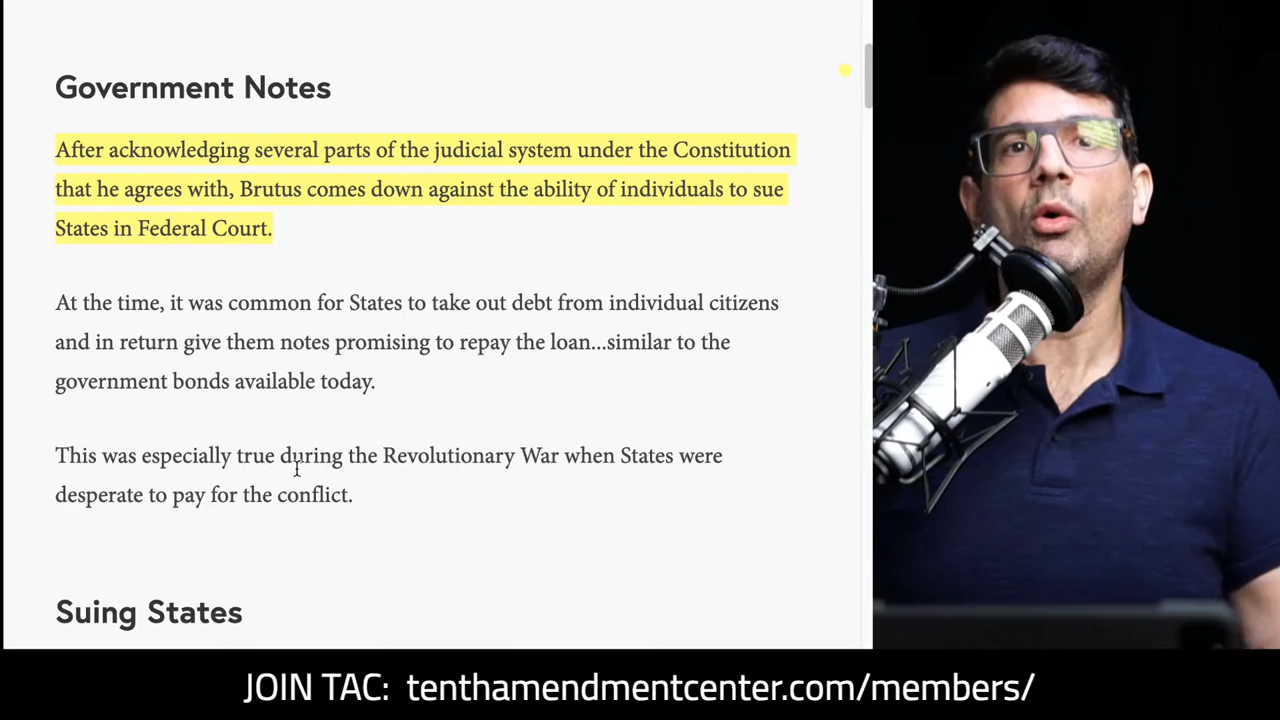 Government Notes
After acknowledging several parts of the judicial system under the Constitution
that he agrees with, Brutus comes down against the ability of individuals to sue
States in Federal Court.
At the time, it was common for States to take out debt from individual citizens
and in return give them notes promising to repay the loan...similar to the
government bonds available today.
This was especially true during the Revolutionary War when States were
desperate to pay for the conflict.
Suing States
JOIN TAC: tenthamendmentcenter.com/members/